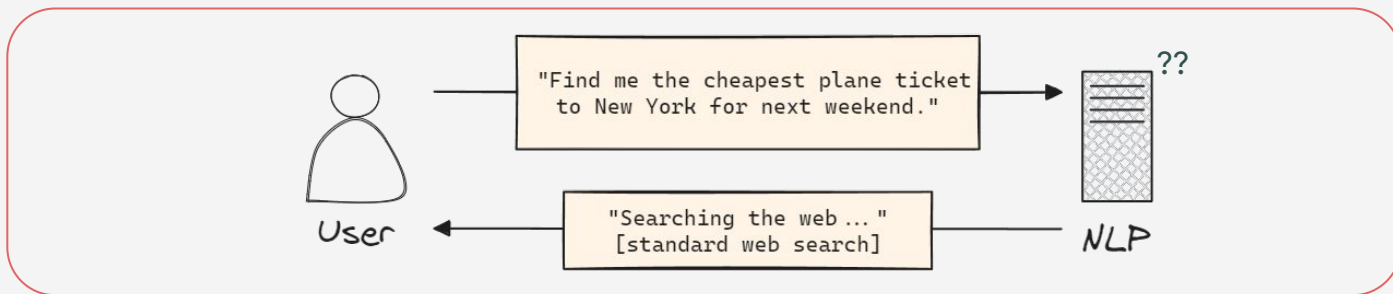 ??
"Find me the cheapest plane ticket
to New York for next weekend."
"Searching the web ... "
[standard web search]
User
NLP